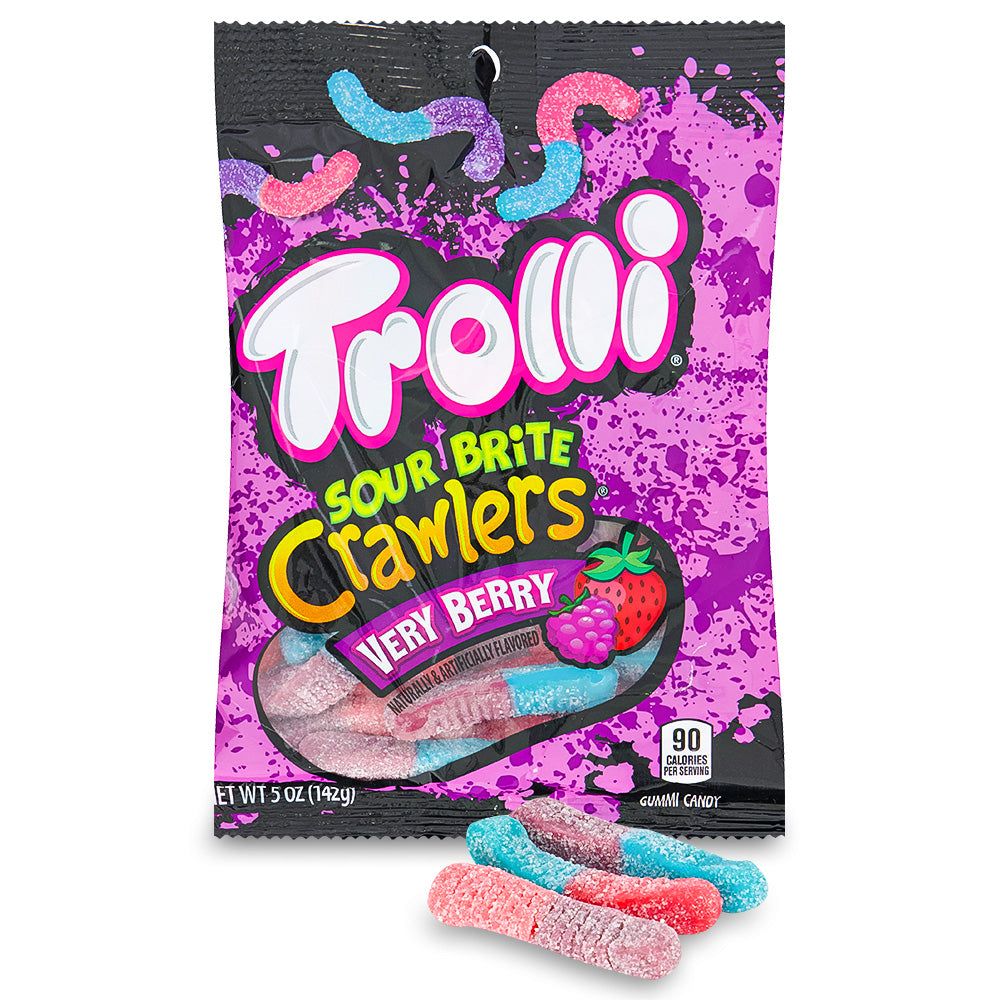 Trolli®
SOUR BRiTE
Crawlers®
VERY BERRY
NATURALLY & ARTIFICIALLY FLAVORED
90
CALORIES
PER SERVING
ET WT 5 OZ (142g)
GUMMI CANDY